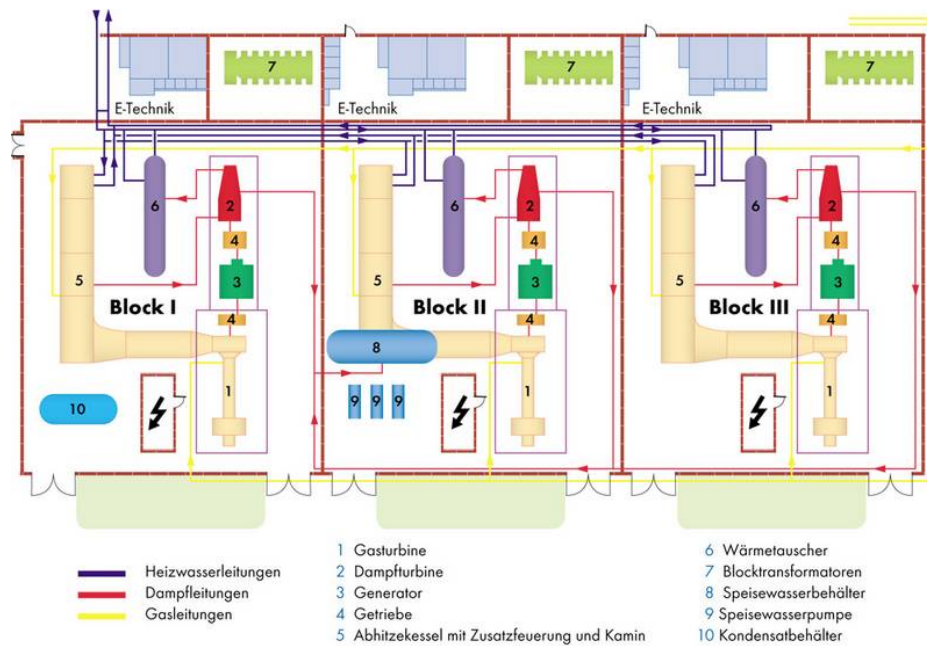 7
7
7
E-Technik
E-Technik
E-Technik
6
2
6
2
6
2
4
4
4
5
3
5
3
5
3
Block I
Block II
Block III
4
4
4
8
1
1
1
10
9
9
9
Heizwasserleitungen
Dampfleitungen
Gasleitungen
1 Gasturbine
2 Dampfturbine
3 Generator
4 Getriebe
5 Abhitzekessel mit Zusatzfeuerung und Kamin
6 Wärmetauscher
7 Blocktransformatoren
8 Speisewasserbehälter
9 Speisewasserpumpe
10 Kondensatbehälter